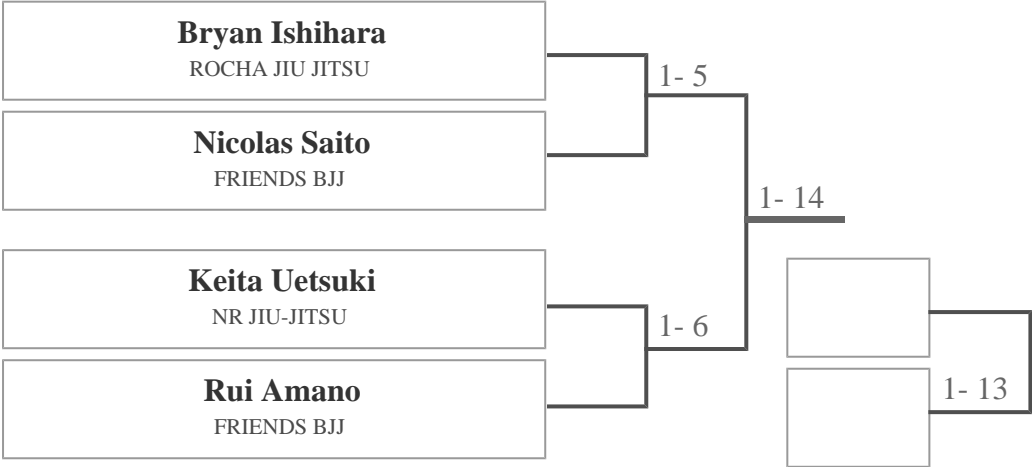 Bryan Ishihara
ROCHA JIU JITSU
1- 5
Nicolas Saito
FRIENDS BJJ
1- 14
Keita Uetsuki
NR JIU-JITSU
1- 6
Rui Amano
FRIENDS BJJ
1- 13